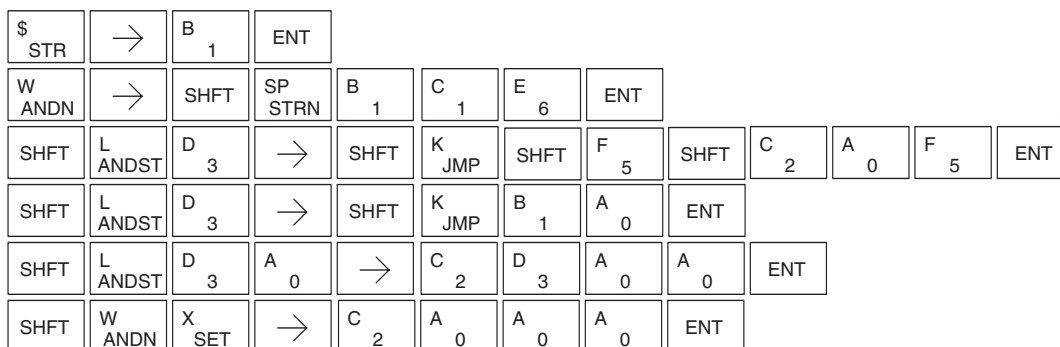 $ STR → B 1 ENT
W ANDN → SHFT SP STRN B 1 C 1 E 6 ENT
SHFT L ANDST D 3 → SHFT K JMP SHFT F 5 SHFT C 2 A 0 F 5 ENT
SHFT L ANDST D 3 → SHFT K JMP B 1 A 0 ENT
SHFT L ANDST D 3 A 0 → C 2 D 3 A 0 A 0 ENT
SHFT W ANDN X SET → C 2 A 0 A 0 A 0 ENT